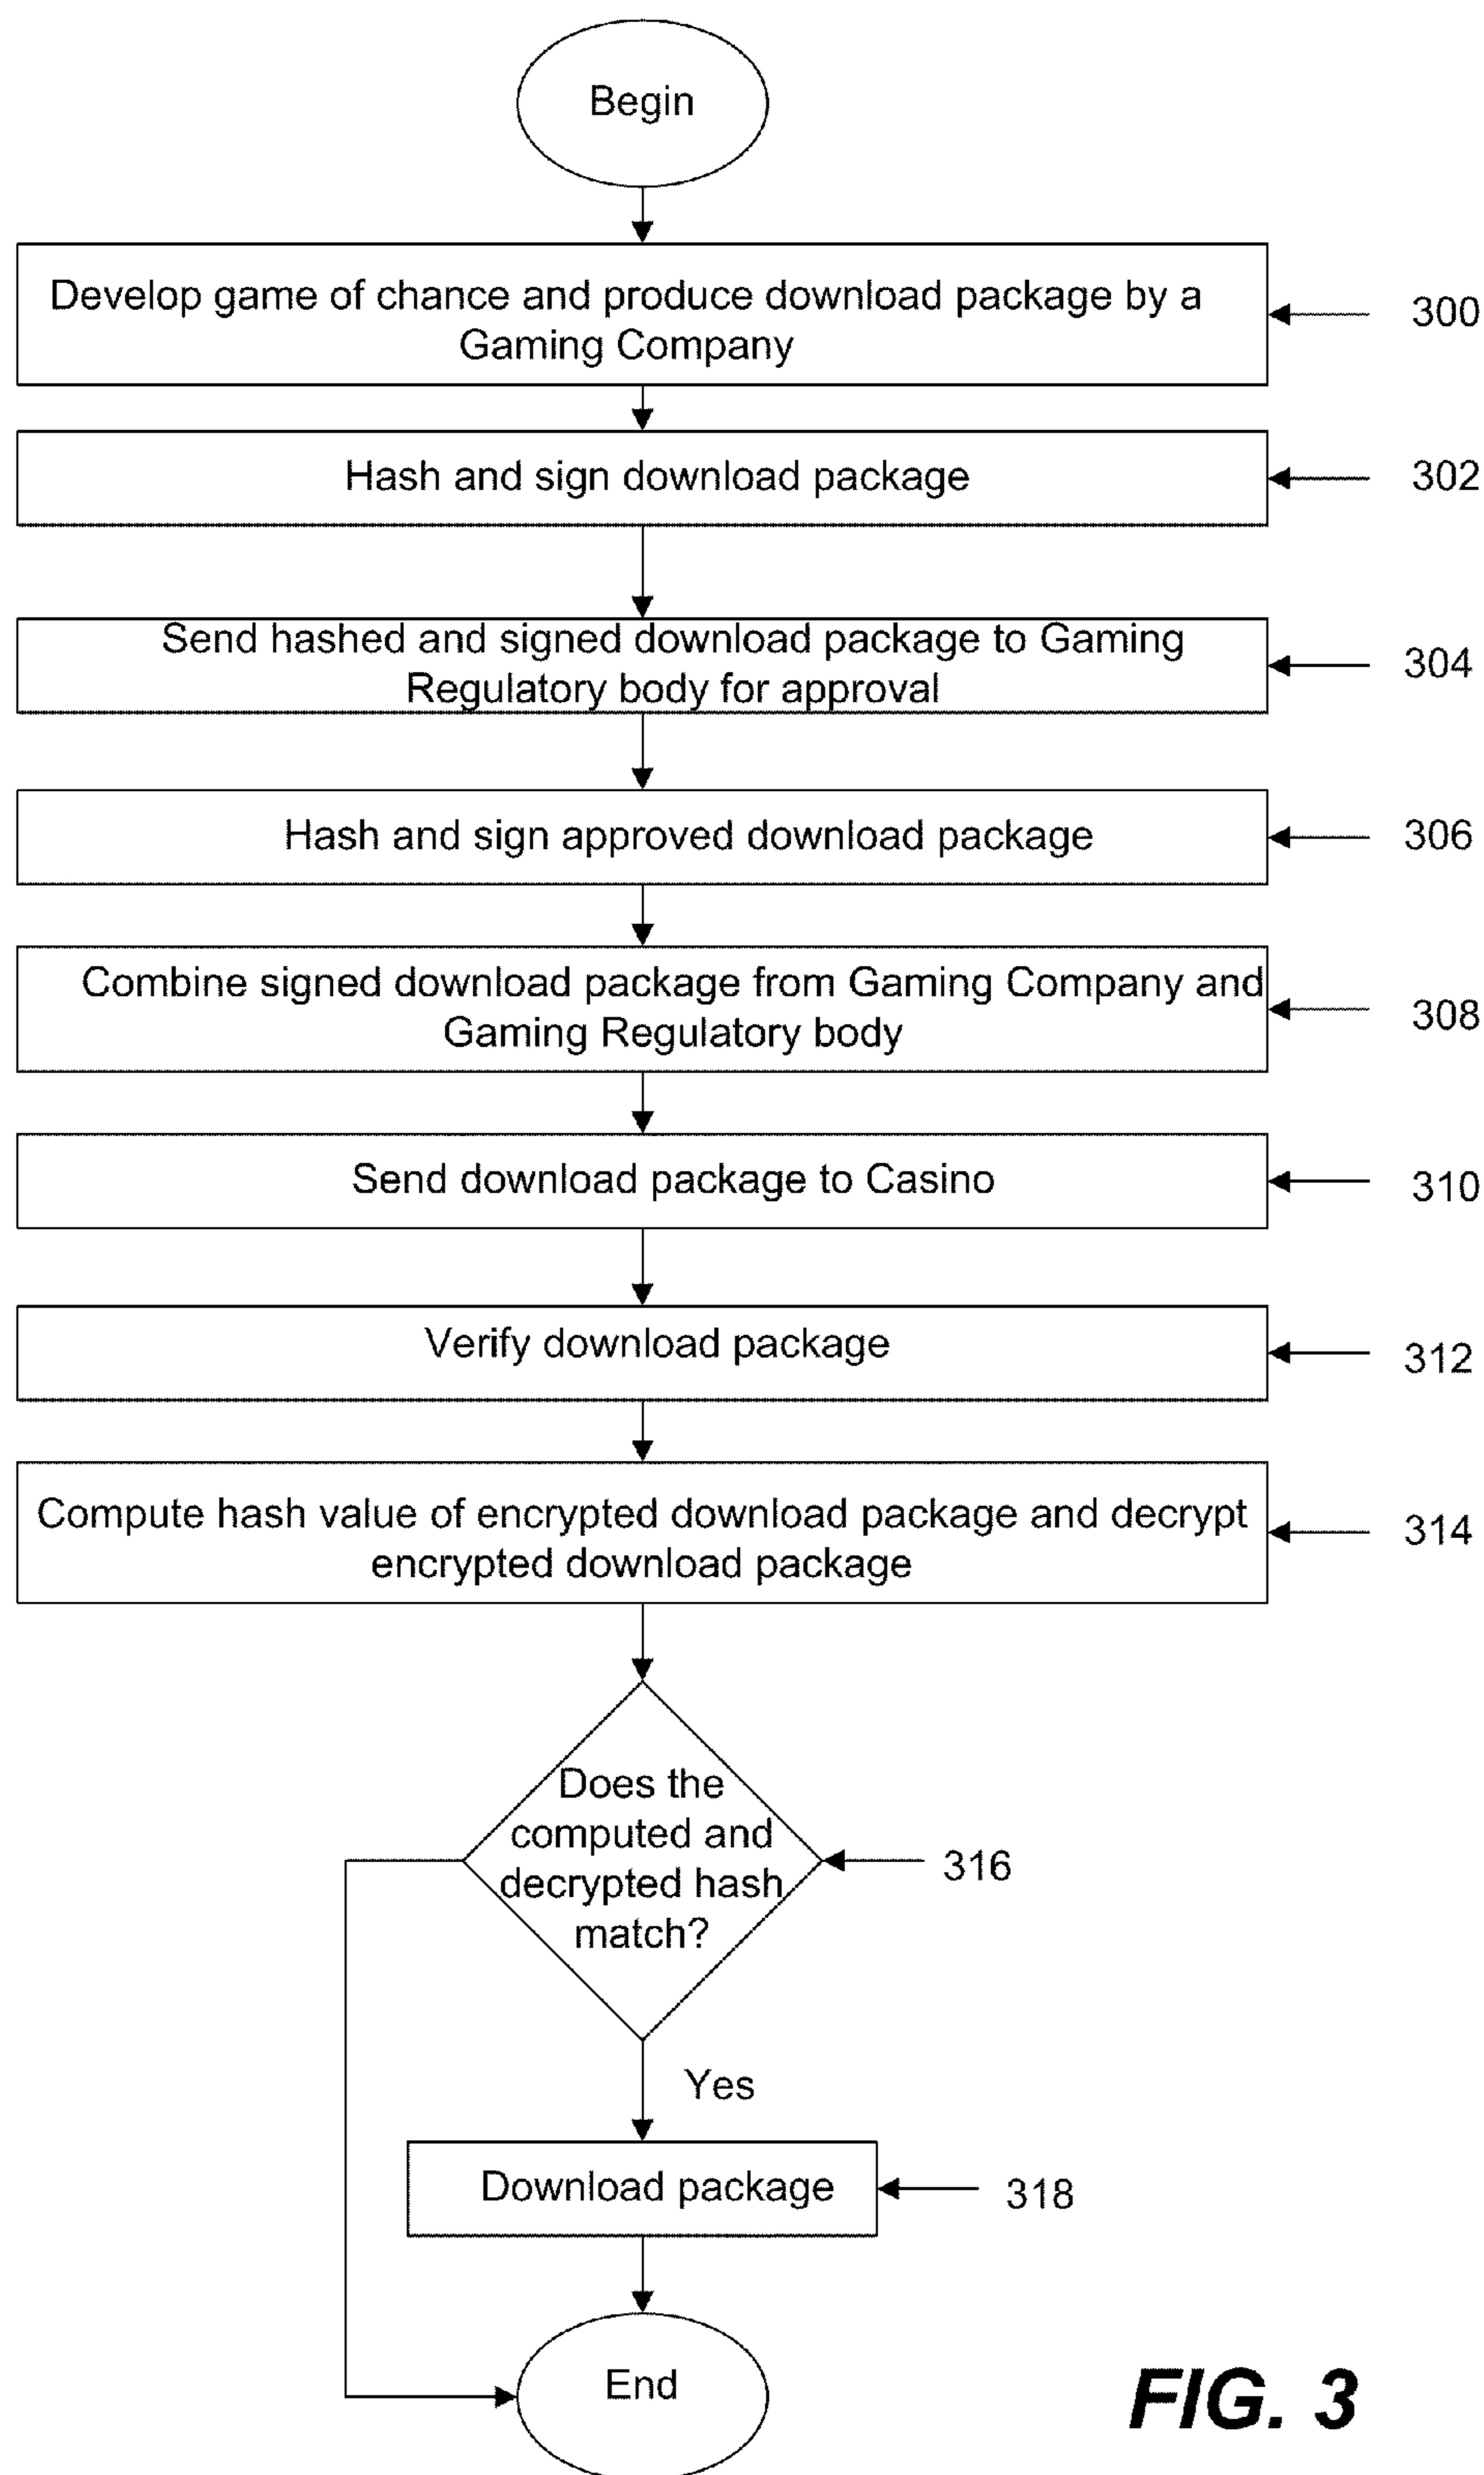 Begin
Develop game of chance and produce download package by a
Gaming Company
300
Hash and sign download package
302
Send hashed and signed download package to Gaming
Regulatory body for approval
304
Hash and sign approved download package
306
Combine signed download package from Gaming Company and
Gaming Regulatory body
308
Send download package to Casino
310
Verify download package
312
Compute hash value of encrypted download package and decrypt
encrypted download package
314
Does the
computed and
decrypted hash
match?
316
Yes
Download package
318
End
FIG. 3